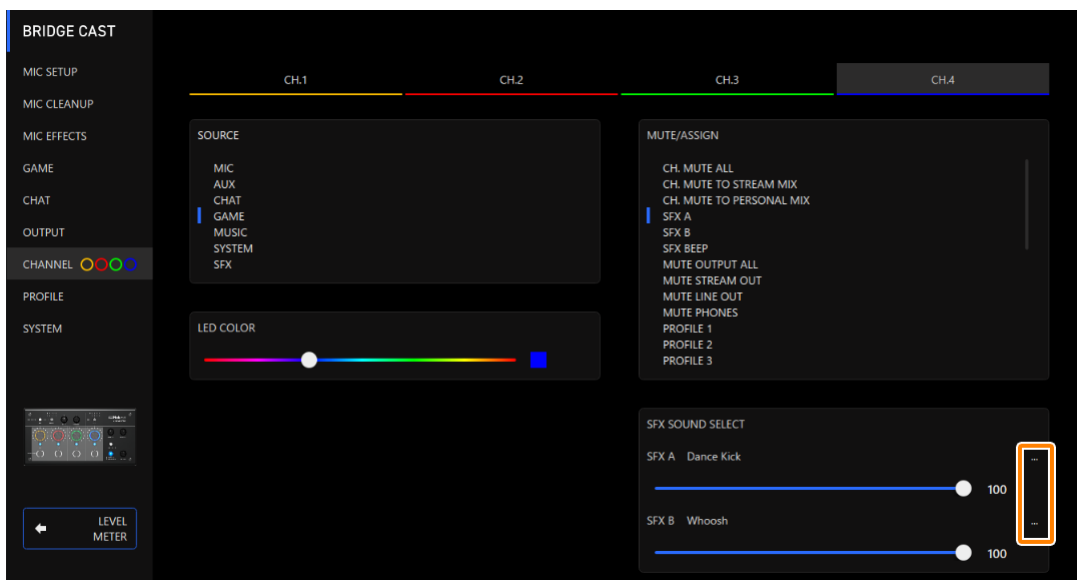 BRIDGE CAST
MIC SETUP
MIC CLEANUP
MIC EFFECTS
GAME
CHAT
OUTPUT
CHANNEL
PROFILE
SYSTEM
LEVEL
METER
CH.1 CH.2 CH.3 CH.4
SOURCE
MIC
AUX
CHAT
GAME
MUSIC
SYSTEM
SFX
LED COLOR
MUTE/ASSIGN
CH. MUTE ALL
CH. MUTE TO STREAM MIX
CH. MUTE TO PERSONAL MIX
SFX A
SFX B
SFX BEEP
MUTE OUTPUT ALL
MUTE STREAM OUT
MUTE LINE OUT
MUTE PHONES
PROFILE 1
PROFILE 2
PROFILE 3
SFX SOUND SELECT
SFX A Dance Kick ...
100
SFX B Whoosh ...
100